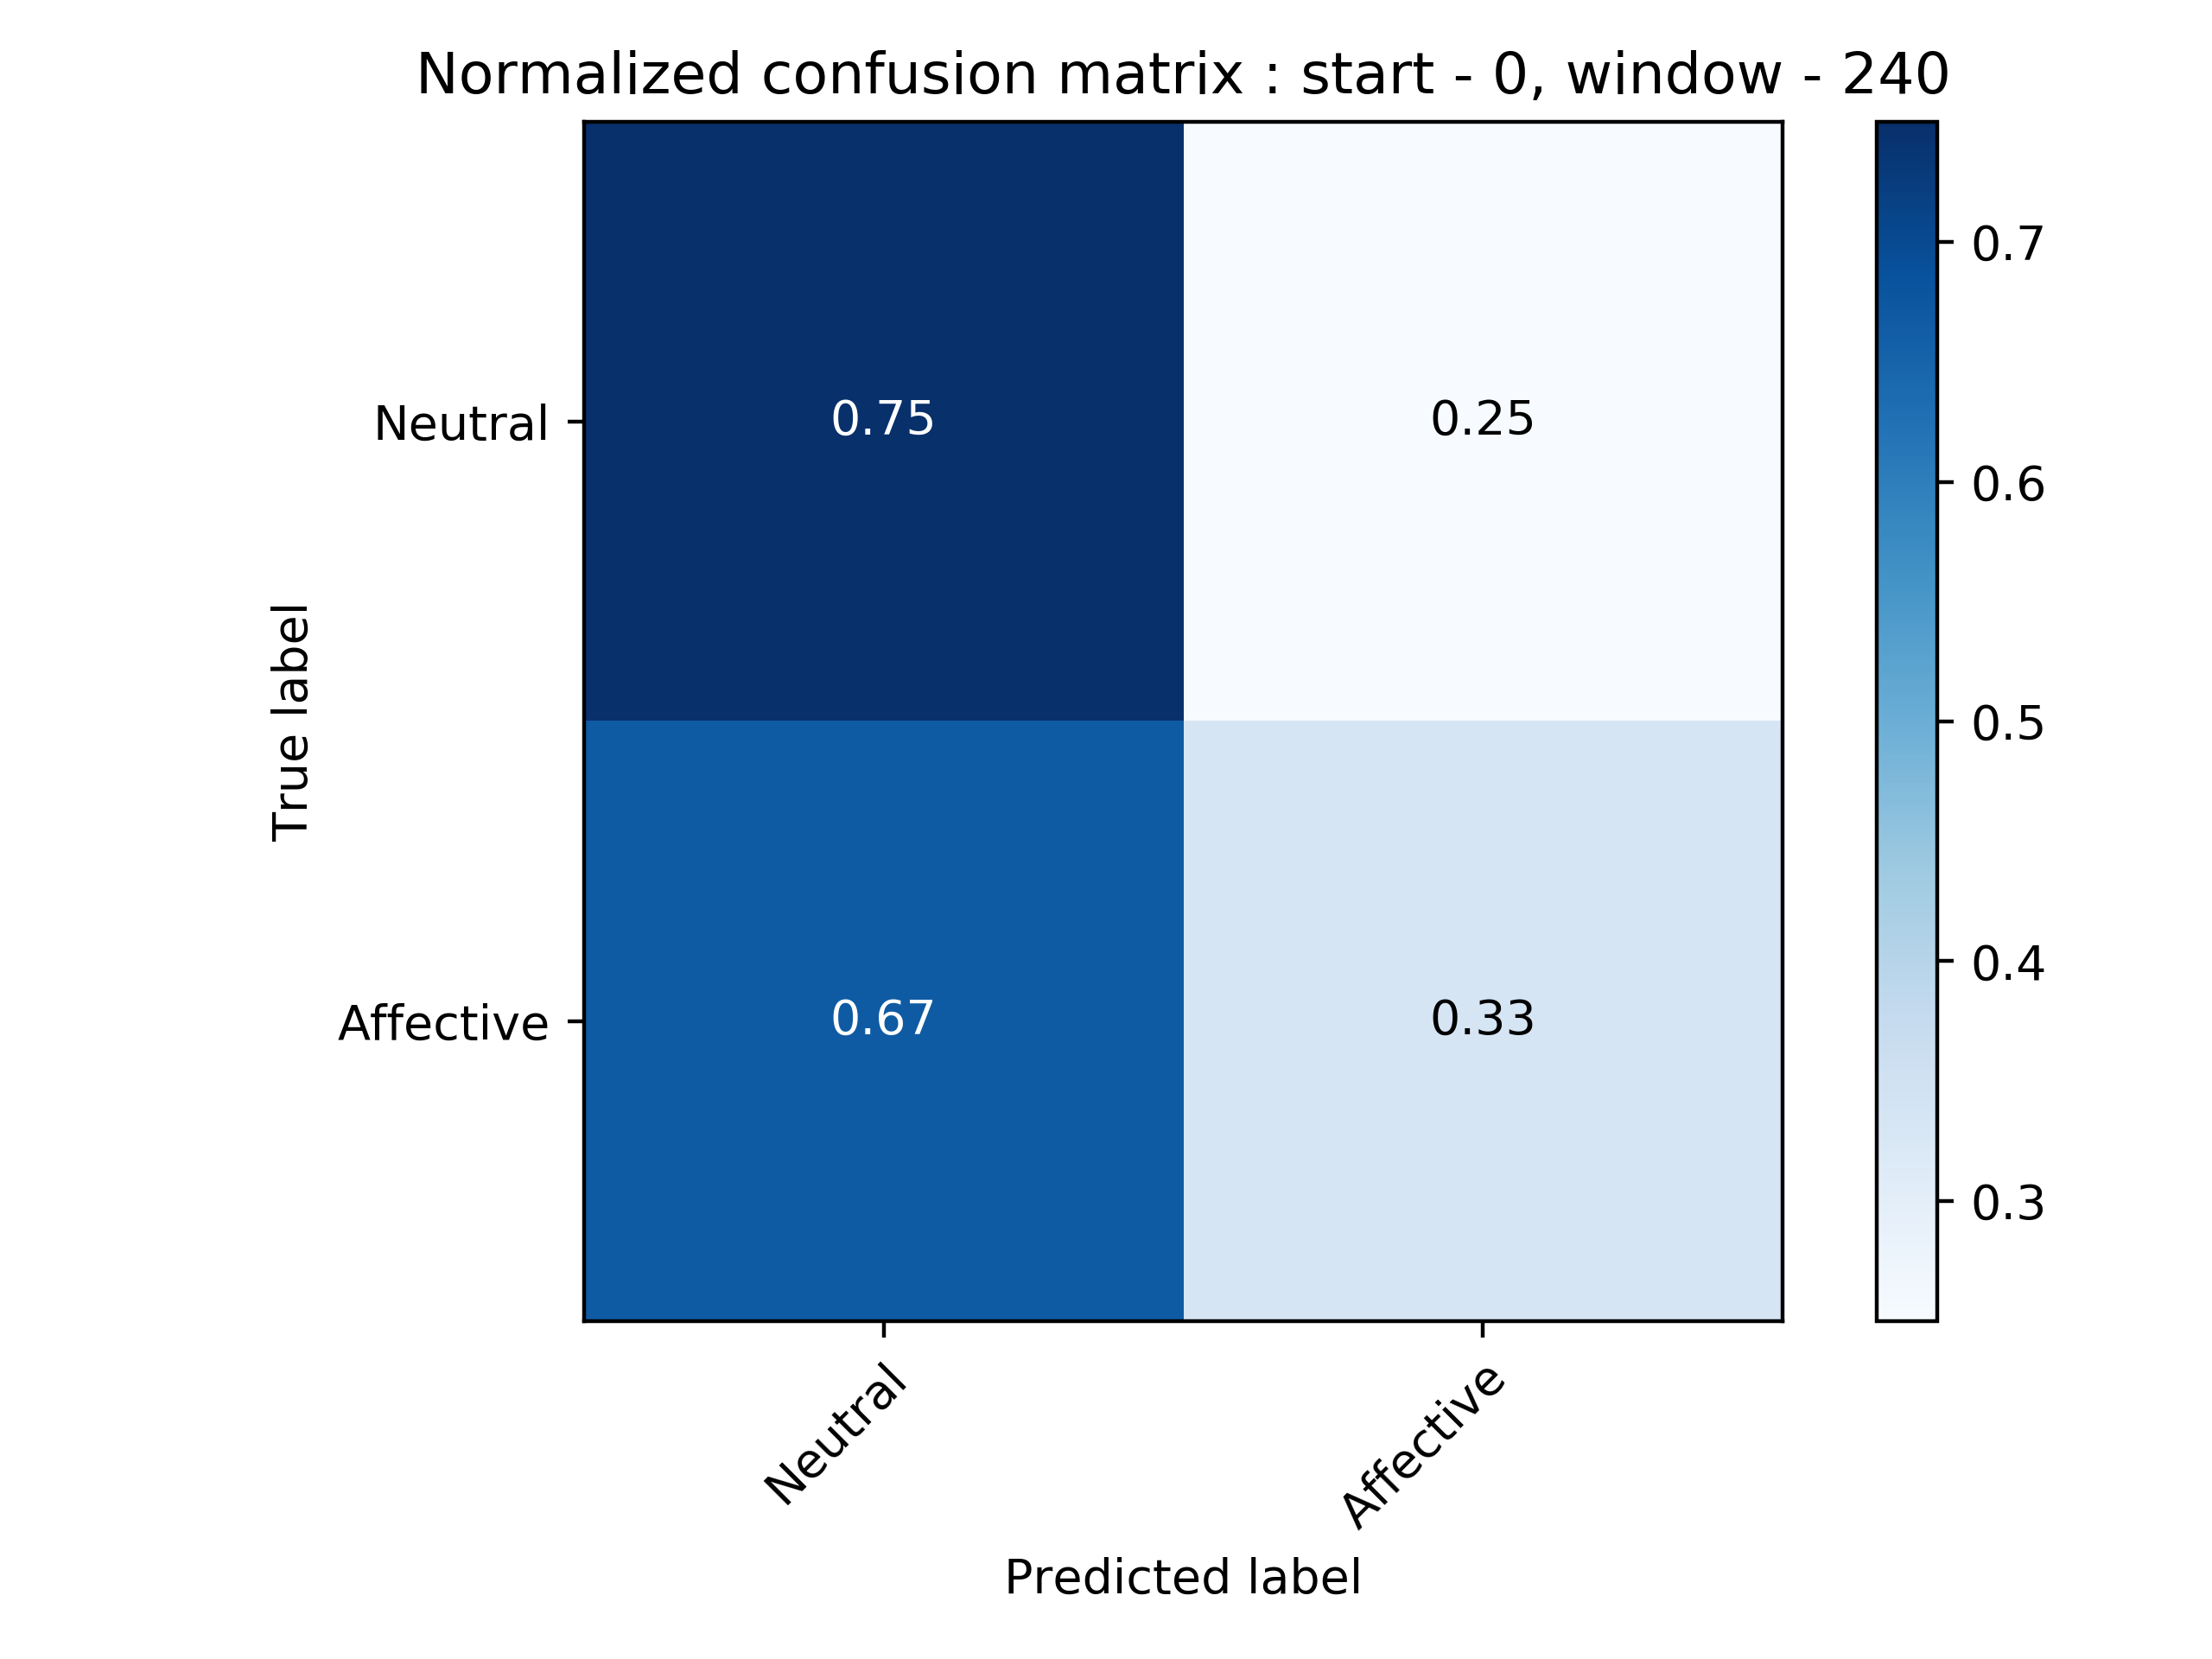 Normalized confusion matrix : start - 0, window - 240
True label
Neutral
0.75
0.25
Affective
0.67
0.33
Neutral
Affective
Predicted label
0.7
0.6
0.5
0.4
0.3